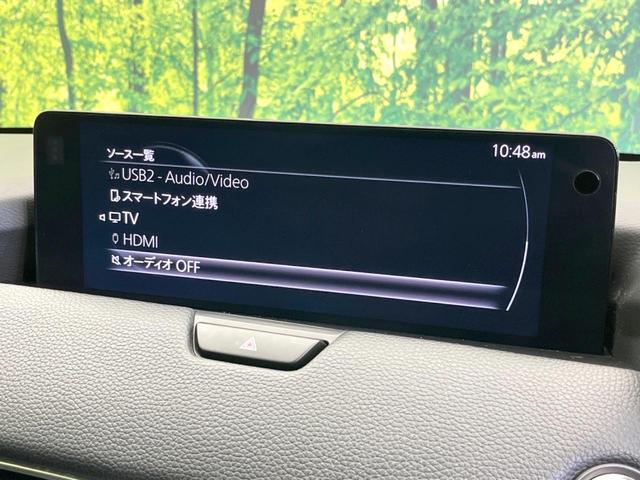 ソース一覧
10:48am
USB2 - Audio/Video
スマートフォン連携
TV
HDMI
オーディオ OFF